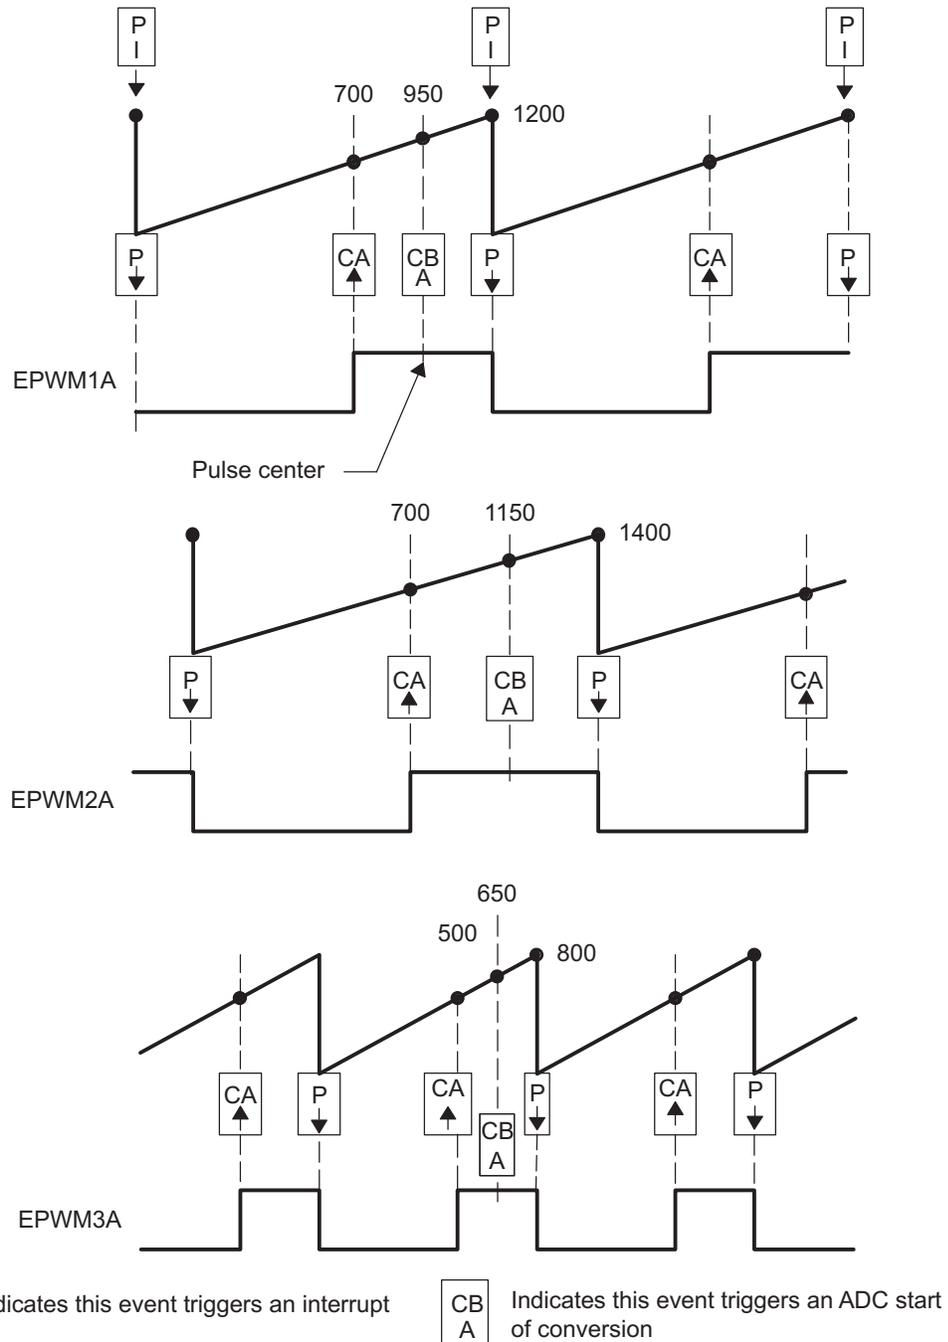 P
I
P
I
P
I
700
950
1200
P
CA
CB
A
P
CA
P
EPWM1A
Pulse center
700
1150
1400
P
CA
CB
A
P
CA
EPWM2A
650
500
800
CA
P
CA
CB
A
P
CA
P
EPWM3A
this event triggers an interrupt
CB
A
Indicates this event triggers an ADC start
of conversion